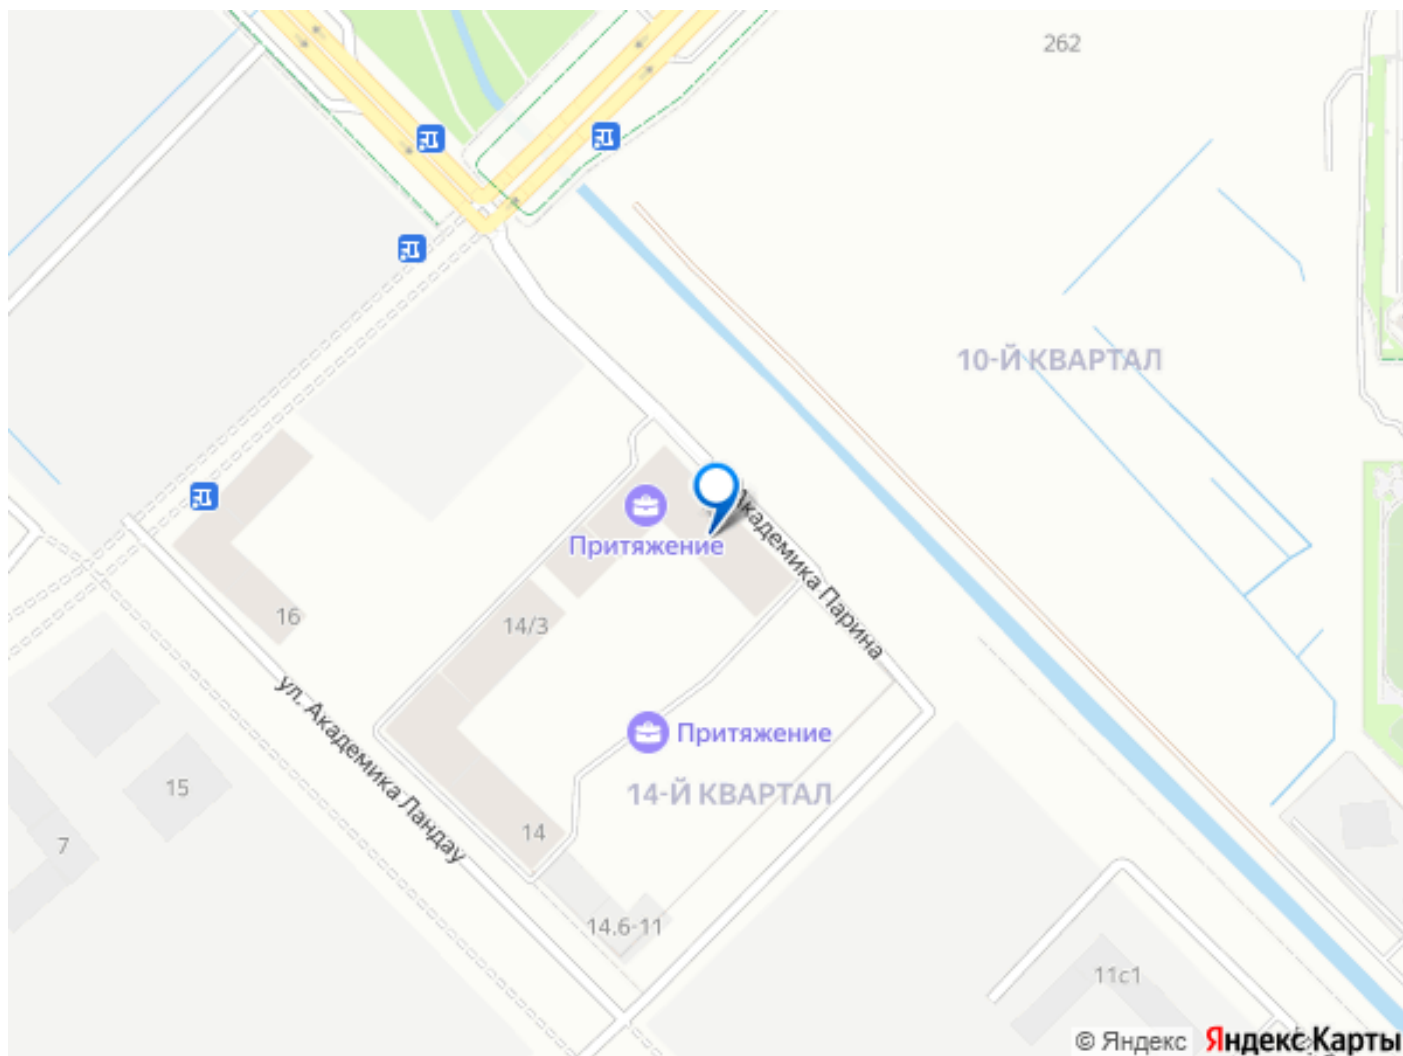 262
10-Й КВАРТАЛ
Академика Парина
Притяжение
14/3
16
ул. Академика Ландау
Притяжение
14-Й КВАРТАЛ
15
14
7
14.6-11
11с1
© Яндекс Яндекс Карты